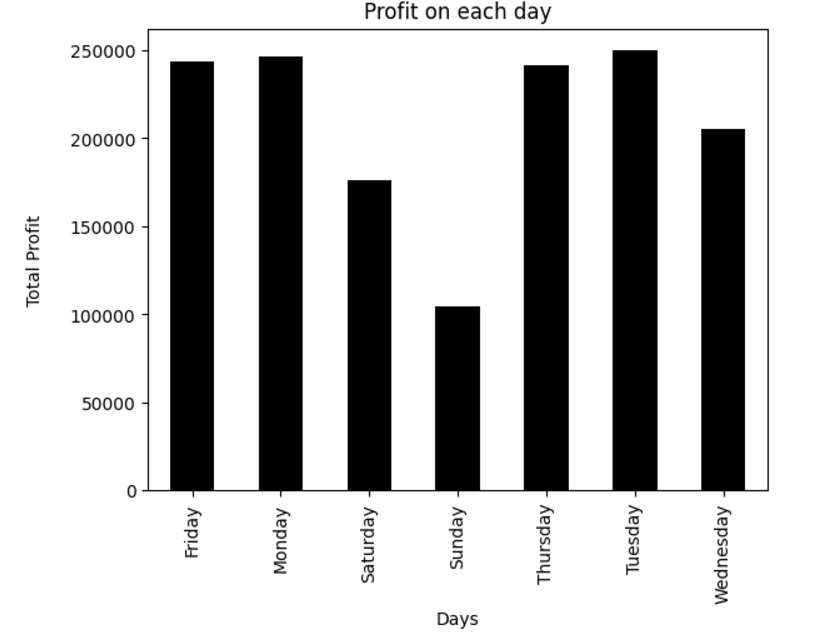 Profit on each day
250000
200000
150000
100000
50000
0
Total Profit
Friday
Monday
Saturday
Sunday
Thursday
Tuesday
Wednesday
Days